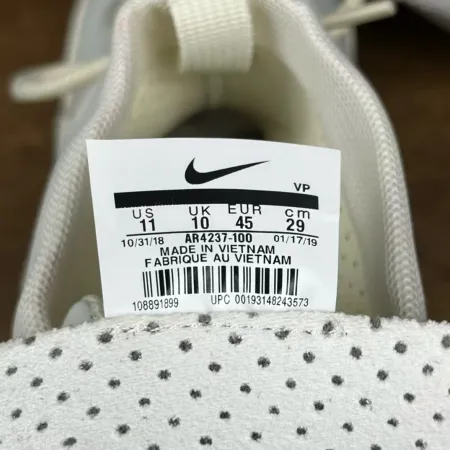 VP
US UK EUR cm
11 10 45 29
10/31/18 AR4237-100 01/17/19
MADE IN VIETNAM
FABRIQUE AU VIETNAM
108891899 UPC 00193148243573